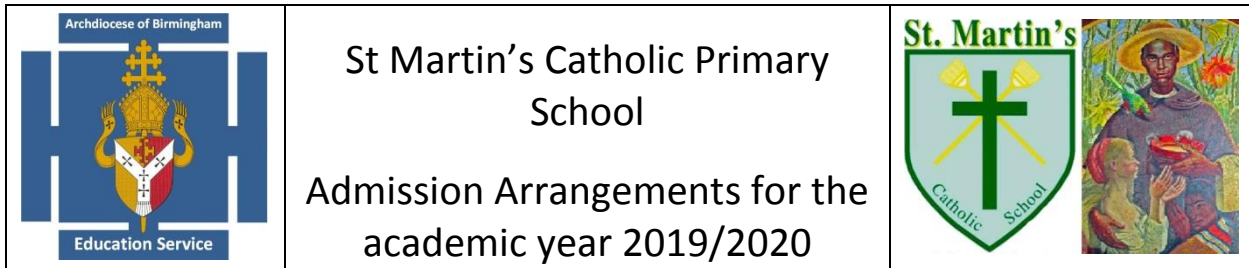 Archdiocese of Birmingham
Education Service
St Martin’s Catholic Primary
School
Admission Arrangements for the
academic year 2019/2020
St. Martin's
Catholic School